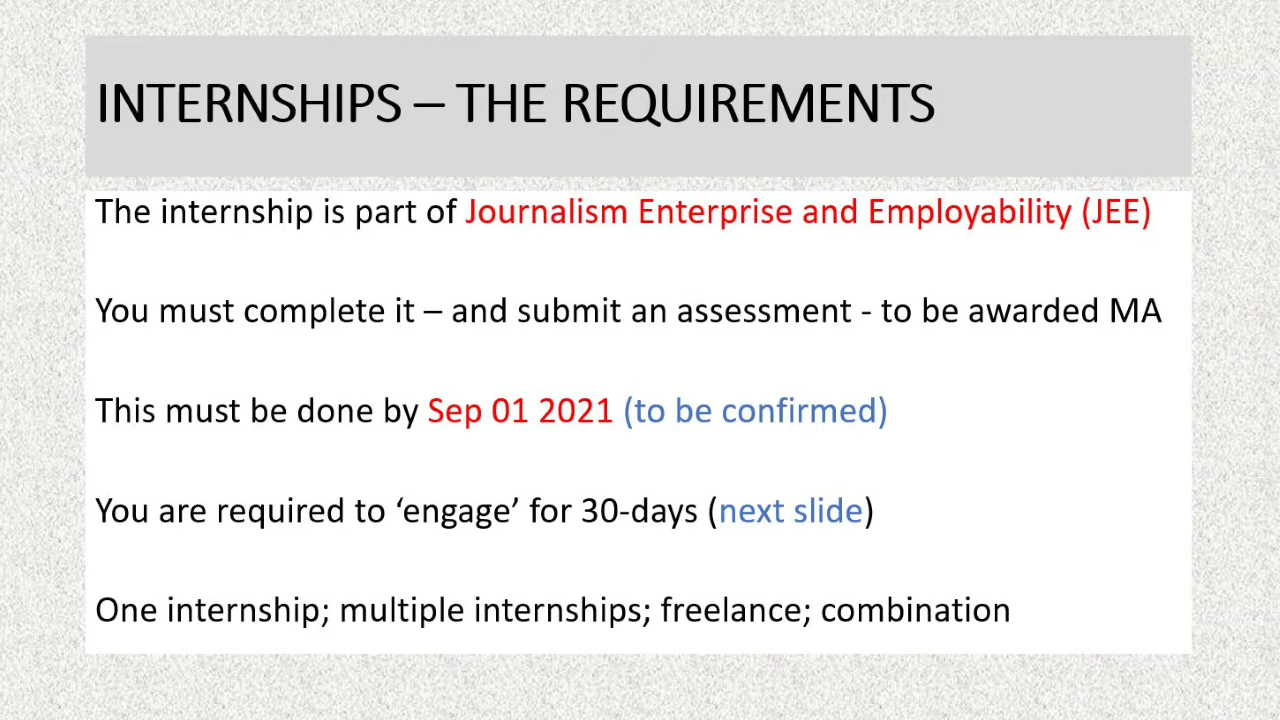 INTERNSHIPS – THE REQUIREMENTS
The internship is part of Journalism Enterprise and Employability (JEE)
You must complete it – and submit an assessment - to be awarded MA
This must be done by Sep 01 2021 (to be confirmed)
You are required to ‘engage’ for 30-days (next slide)
One internship; multiple internships; freelance; combination